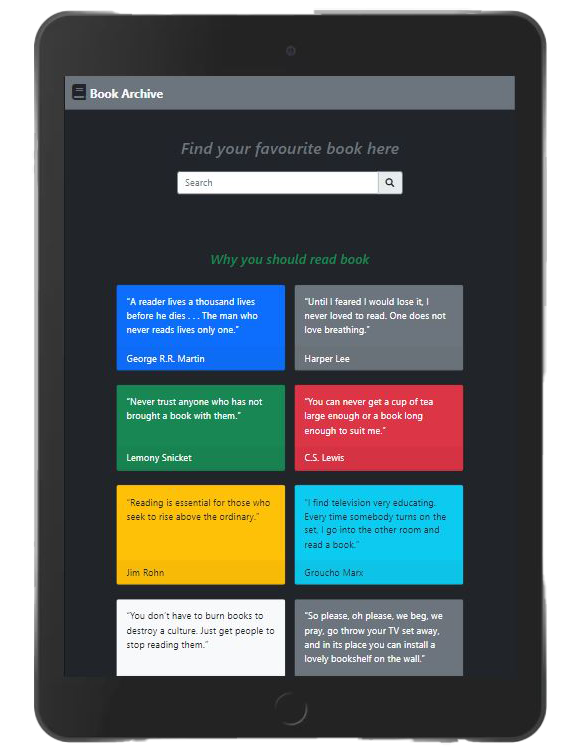 Book Archive
Find your favourite book here
Search
Why you should read book
“A reader lives a thousand lives
before he dies . . . The man who
never reads lives only one.”
George R.R. Martin
“Until I feared I would lose it, I
never loved to read. One does not
love breathing.”
Harper Lee
“Never trust anyone who has not
brought a book with them.”
Lemony Snicket
“You can never get a cup of tea
large enough or a book long
enough to suit me.”
C.S. Lewis
“Reading is essential for those who
seek to rise above the ordinary.”
Jim Rohn
“I find television very educating.
Every time somebody turns on the
set, I go into the other room and
read a book.”
Groucho Marx
“You don’t have to burn books to
destroy a culture. Just get people to
stop reading them.”
“So please, oh please, we beg, we
pray, go throw your TV set away,
and in its place you can install a
lovely bookshelf on the wall.”